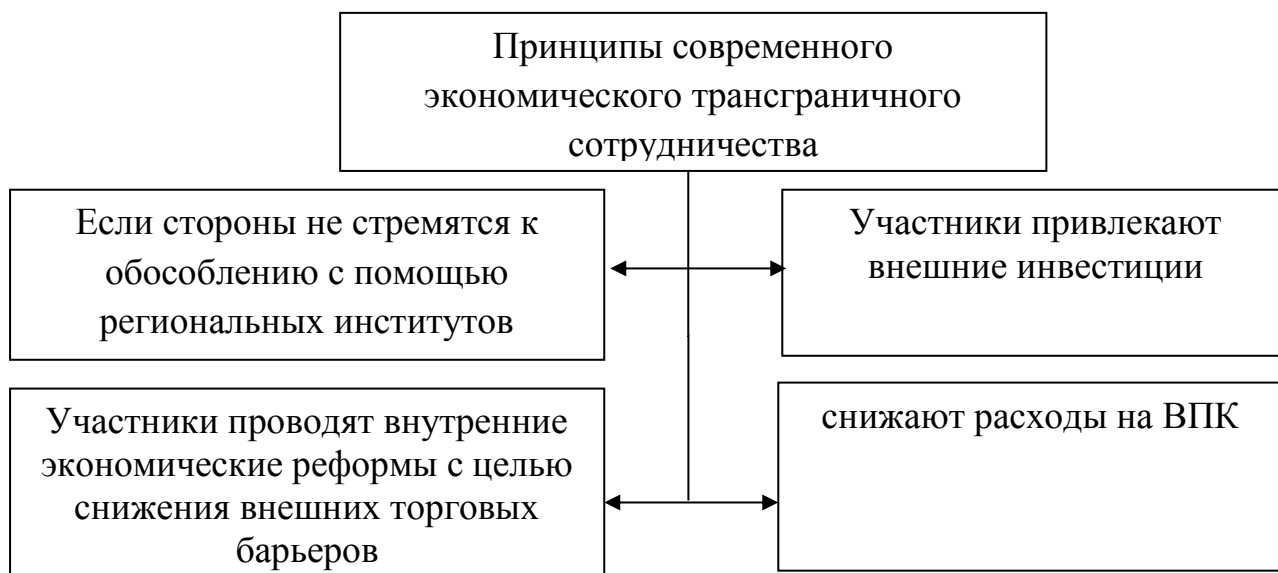 Принципы современного
экономического трансграничного
сотрудничества
Если стороны не стремятся к
обособлению с помощью
региональных институтов
Участники привлекают
внешние инвестиции
Участники проводят внутренние
экономические реформы с целью
снижения внешних торговых
барьеров
снижают расходы на ВПК